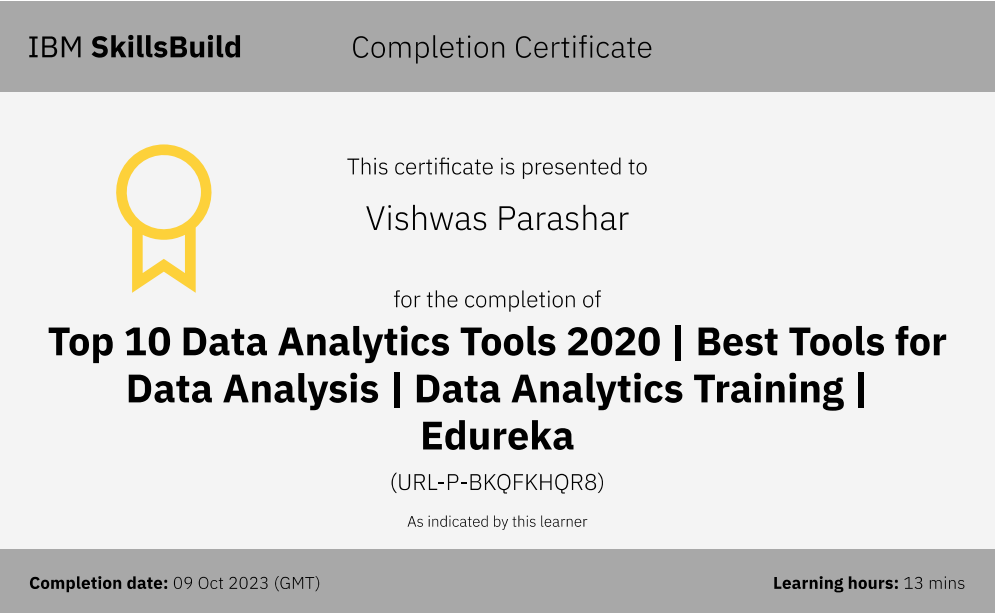 IBM SkillsBuild
Completion Certificate
This certificate is presented to
Vishwas Parashar
for the completion of
Top 10 Data Analytics Tools 2020 | Best Tools for
Data Analysis | Data Analytics Training |
Edureka
(URL-P-BKQFKHQR8)
As indicated by this learner
Completion date: 09 Oct 2023 (GMT)
Learning hours: 13 mins